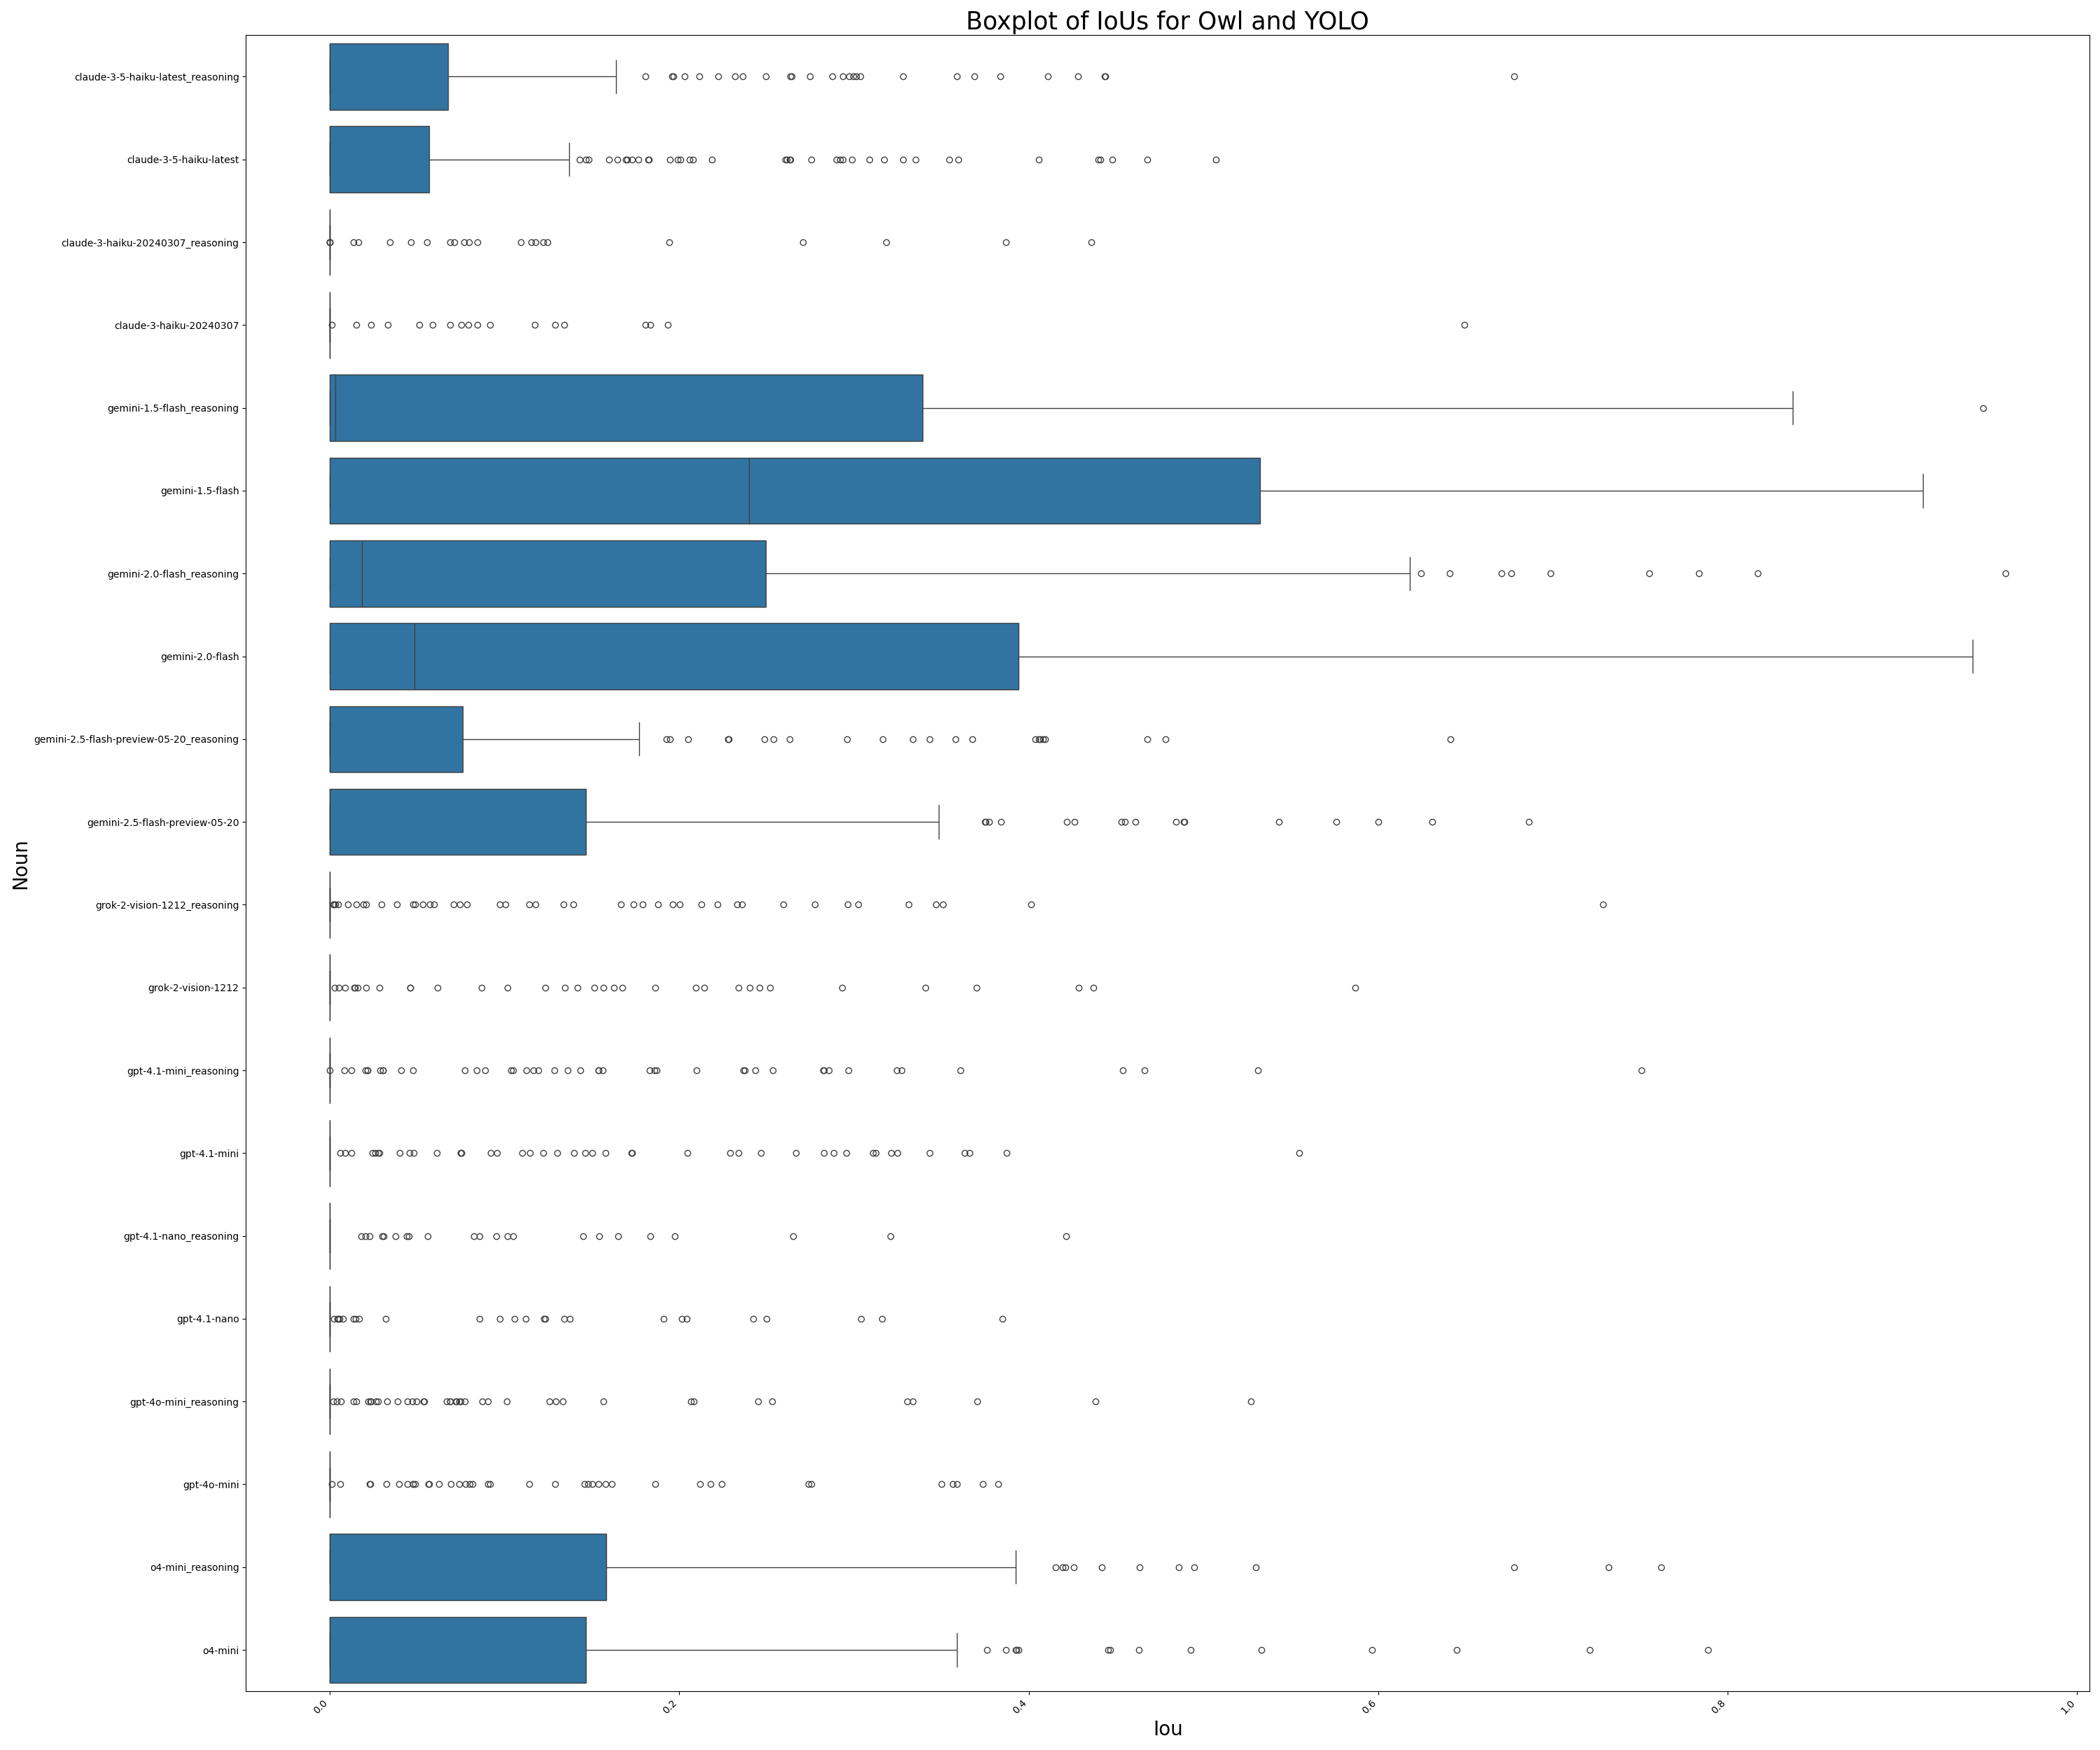 Boxplot of IoUs for Owl and YOLO
claude-3-5-haiku-latest_reasoning
claude-3-5-haiku-latest
claude-3-haiku-20240307_reasoning
claude-3-haiku-20240307
gemini-1.5-flash_reasoning
gemini-1.5-flash
gemini-2.0-flash_reasoning
gemini-2.0-flash
gemini-2.5-flash-preview-05-20_reasoning
gemini-2.5-flash-preview-05-20
Noun
grok-2-vision-1212_reasoning
grok-2-vision-1212
gpt-4.1-mini_reasoning
gpt-4.1-mini
gpt-4.1-nano_reasoning
gpt-4.1-nano
gpt-4o-mini_reasoning
gpt-4o-mini
o4-mini_reasoning
o4-mini
0.0 0.2 0.4 0.6 0.8 1.0
Iou